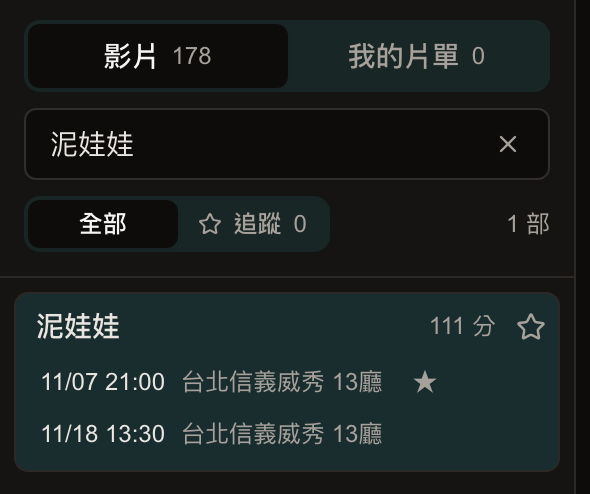 影片 178 我的片單 0
泥娃娃
全部 追蹤 0 1 部
泥娃娃 111 分
11/07 21:00 台北信義威秀 13廳 ★
11/18 13:30 台北信義威秀 13廳